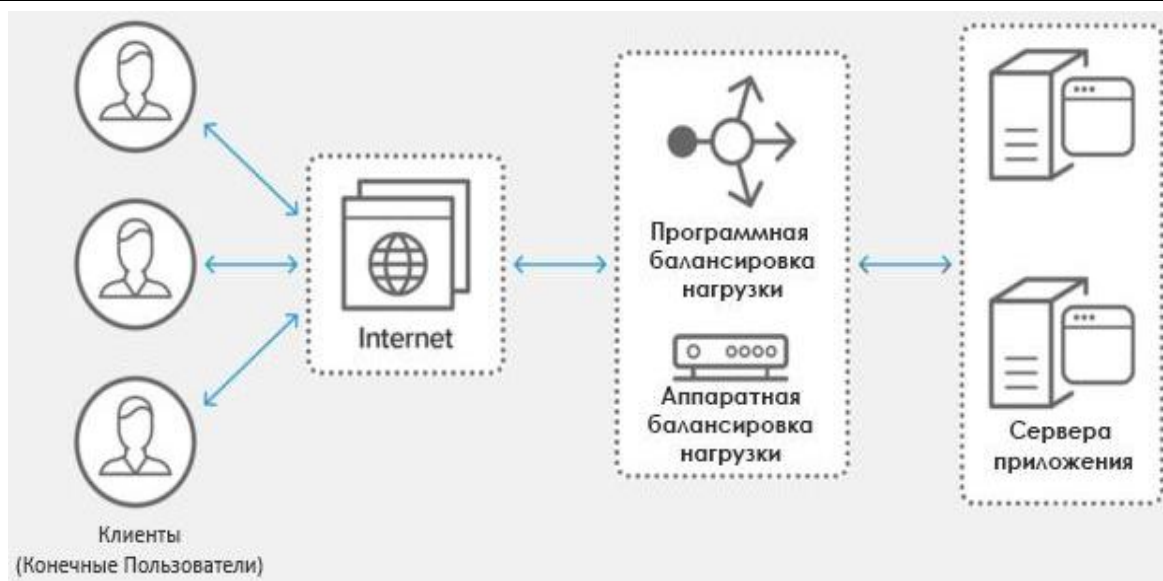 Клиенты
(Конечные Пользователи)
Internet
Программная
балансировка
нагрузки
Аппаратная
балансировка
нагрузки
Сервера
приложения